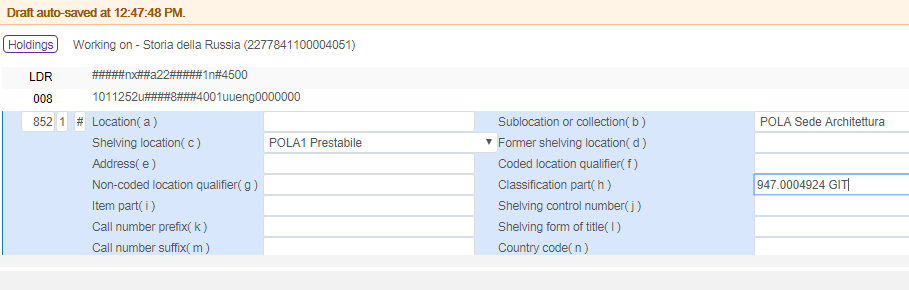 Draft auto-saved at 12:47:48 PM.
Holdings Working on - Storia della Russia (2277841100004051)
LDR #####nx##a22#####1n#4500
008 1011252u####8###4001uueng0000000
852 1 # Location( a ) Sublocation or collection( b ) POLA Sede Architettura
Shelving location( c ) POLA1 Prestabile Former shelving location( d )
Address( e ) Coded location qualifier( f )
Non-coded location qualifier( g ) Classification part( h ) 947.0004924 GIT
Item part( i ) Shelving control number( j )
Call number prefix( k ) Shelving form of title( l )
Call number suffix( m ) Country code( n )